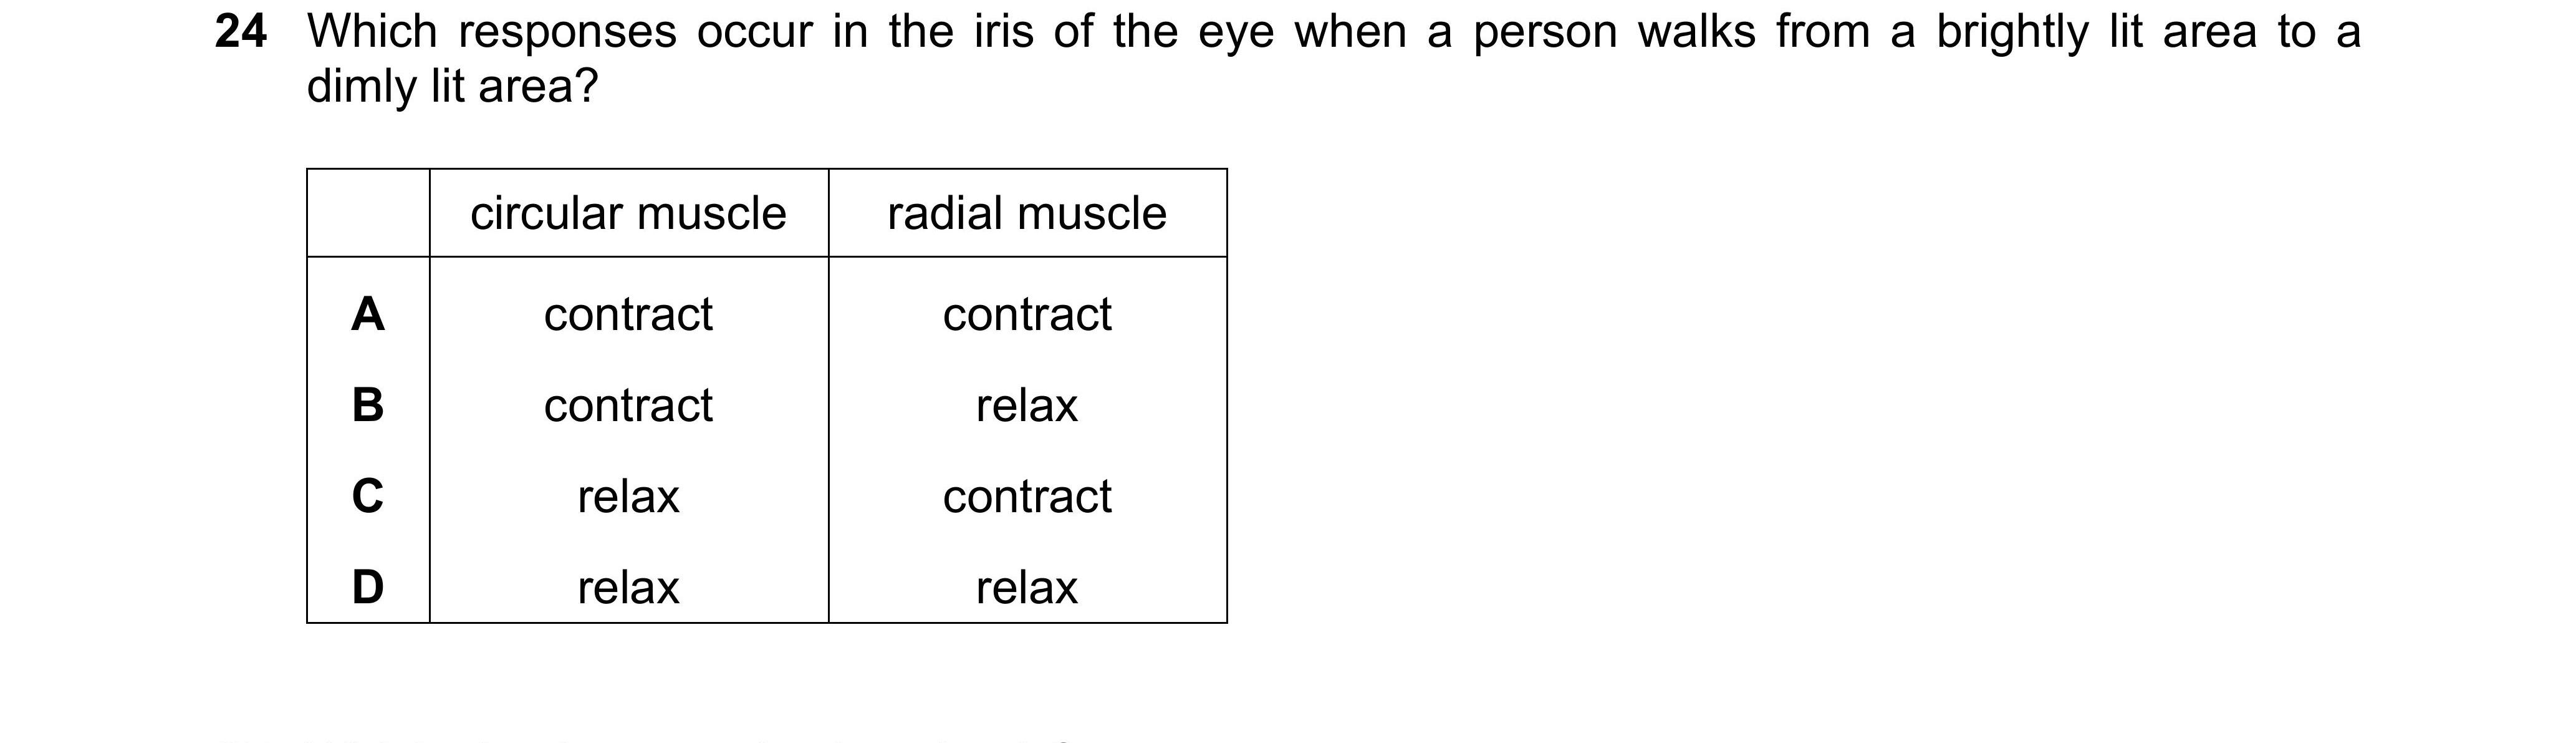 24 Which responses occur in the iris of the eye when a person walks from a brightly lit area to a
dimly lit area?
circular muscle radial muscle
A contract contract
B contract relax
C relax contract
D relax relax